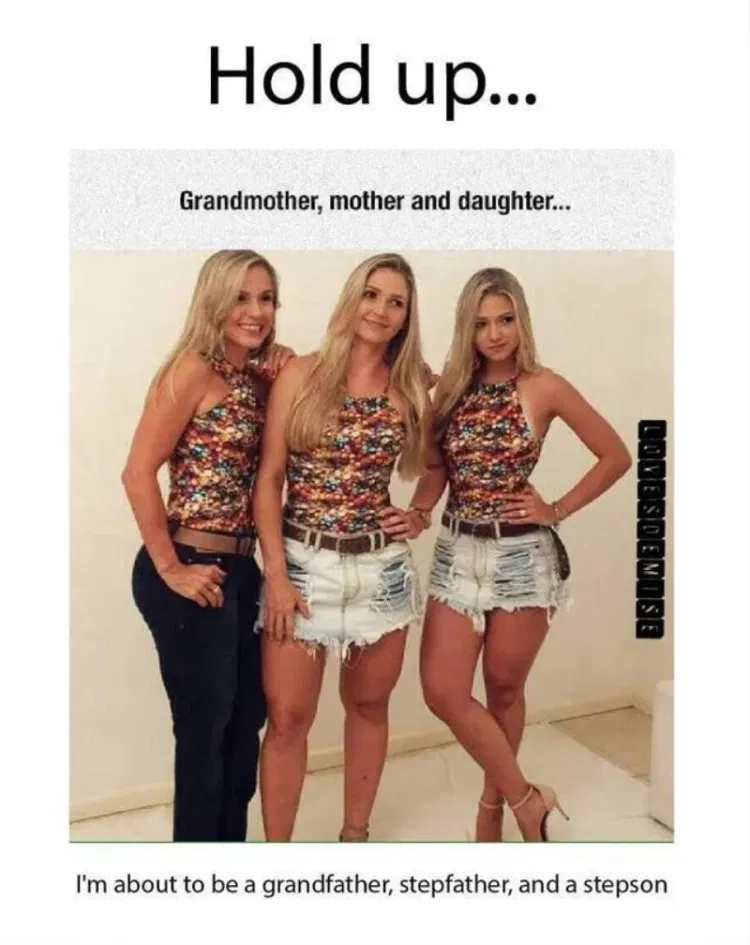 Hold up...
Grandmother, mother and daughter...
LOVESDEMISE
I'm about to be a grandfather, stepfather, and a stepson